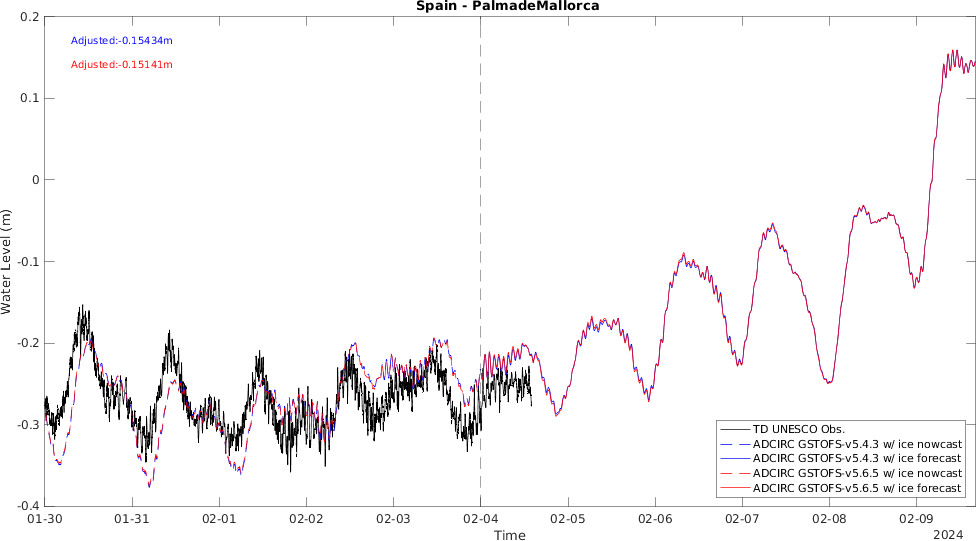 Spain - PalmadeMallorca
Adjusted:-0.15434m
Adjusted:-0.15141m
0.2
0.1
0
-0.1
-0.2
-0.3
-0.4
Water Level (m)
TD UNESCO Obs.
ADCIRC GSTOFS-v5.4.3 w/ ice nowcast
ADCIRC GSTOFS-v5.4.3 w/ ice forecast
ADCIRC GSTOFS-v5.6.5 w/ ice nowcast
ADCIRC GSTOFS-v5.6.5 w/ ice forecast
01-30 01-31 02-01 02-02 02-03 02-04 02-05 02-06 02-07 02-08 02-09
Time
2024